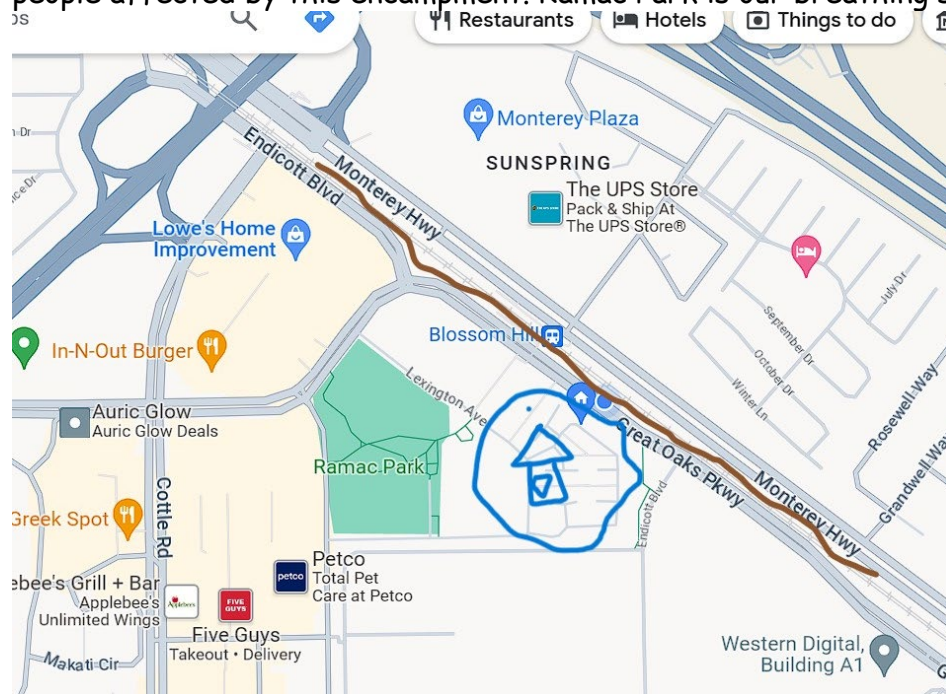 people affected by this encampment. Ramac Park is our breathing
Restaurants
Hotels
Things to do
Dr
Endicott Blvd
Monterey Hwy
Monterey Plaza
SUNSPRING
The UPS Store
Pack & Ship At
The UPS Store®
Lowe's Home
Improvement
July Dr
September Dr
Blossom Hill
In-N-Out Burger
October Dr
Winter Ln
Lexington Ave
Rosewell Way
Auric Glow
Auric Glow Deals
Great Oaks Pkwy
Grandwell Way
Ramac Park
Monterey Hwy
Cottle Rd
Endicott Blvd
Greek Spot
Petco
petco
Total Pet
Care at Petco
ebee's Grill + Bar
Applebee's
Unlimited Wings
Applebee's
FIVE
GUYS
Five Guys
Takeout • Delivery
Makati Cir
Western Digital,
Building A1